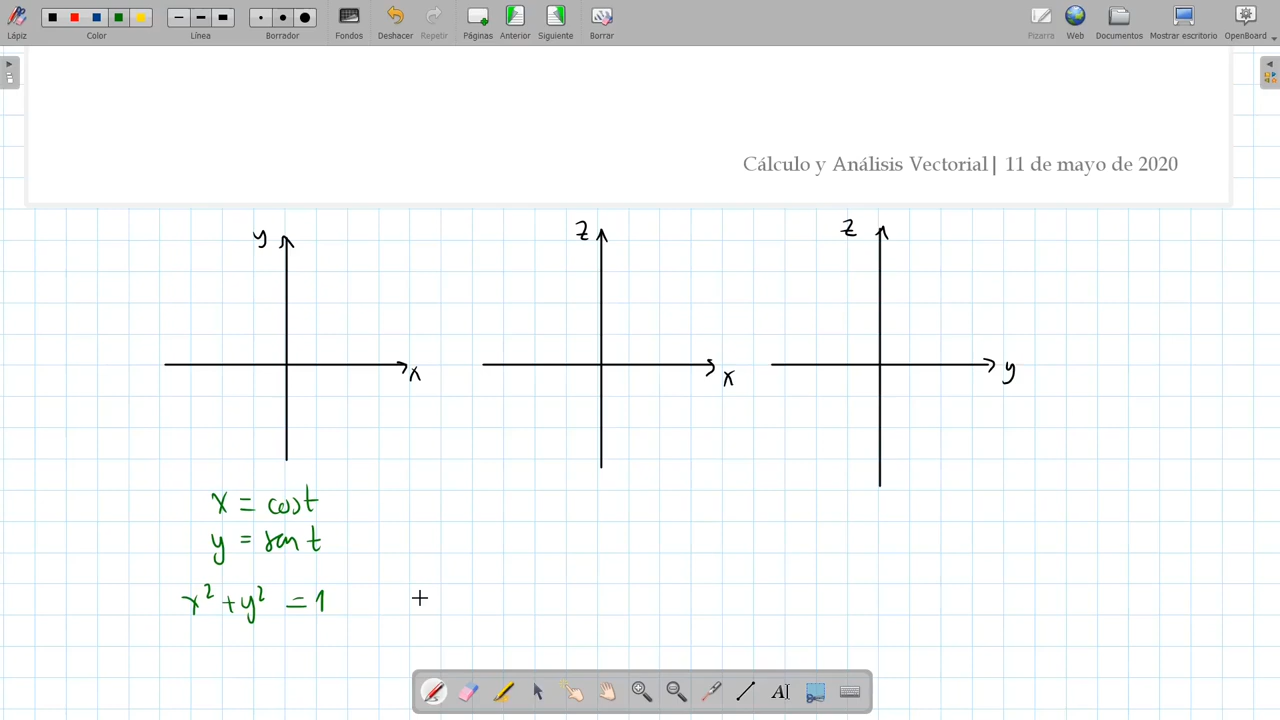 Lápiz
Color
Línea
Borrador
Fondos
Deshacer
Repetir
Páginas
Anterior
Siguiente
Borrar
Pizarra
Web
Documentos
Mostrar escritorio
OpenBoard
Cálculo y Análisis Vectorial| 11 de mayo de 2020
y
x
z
x
z
y
x = cost
y = sen t
x² + y² = 1